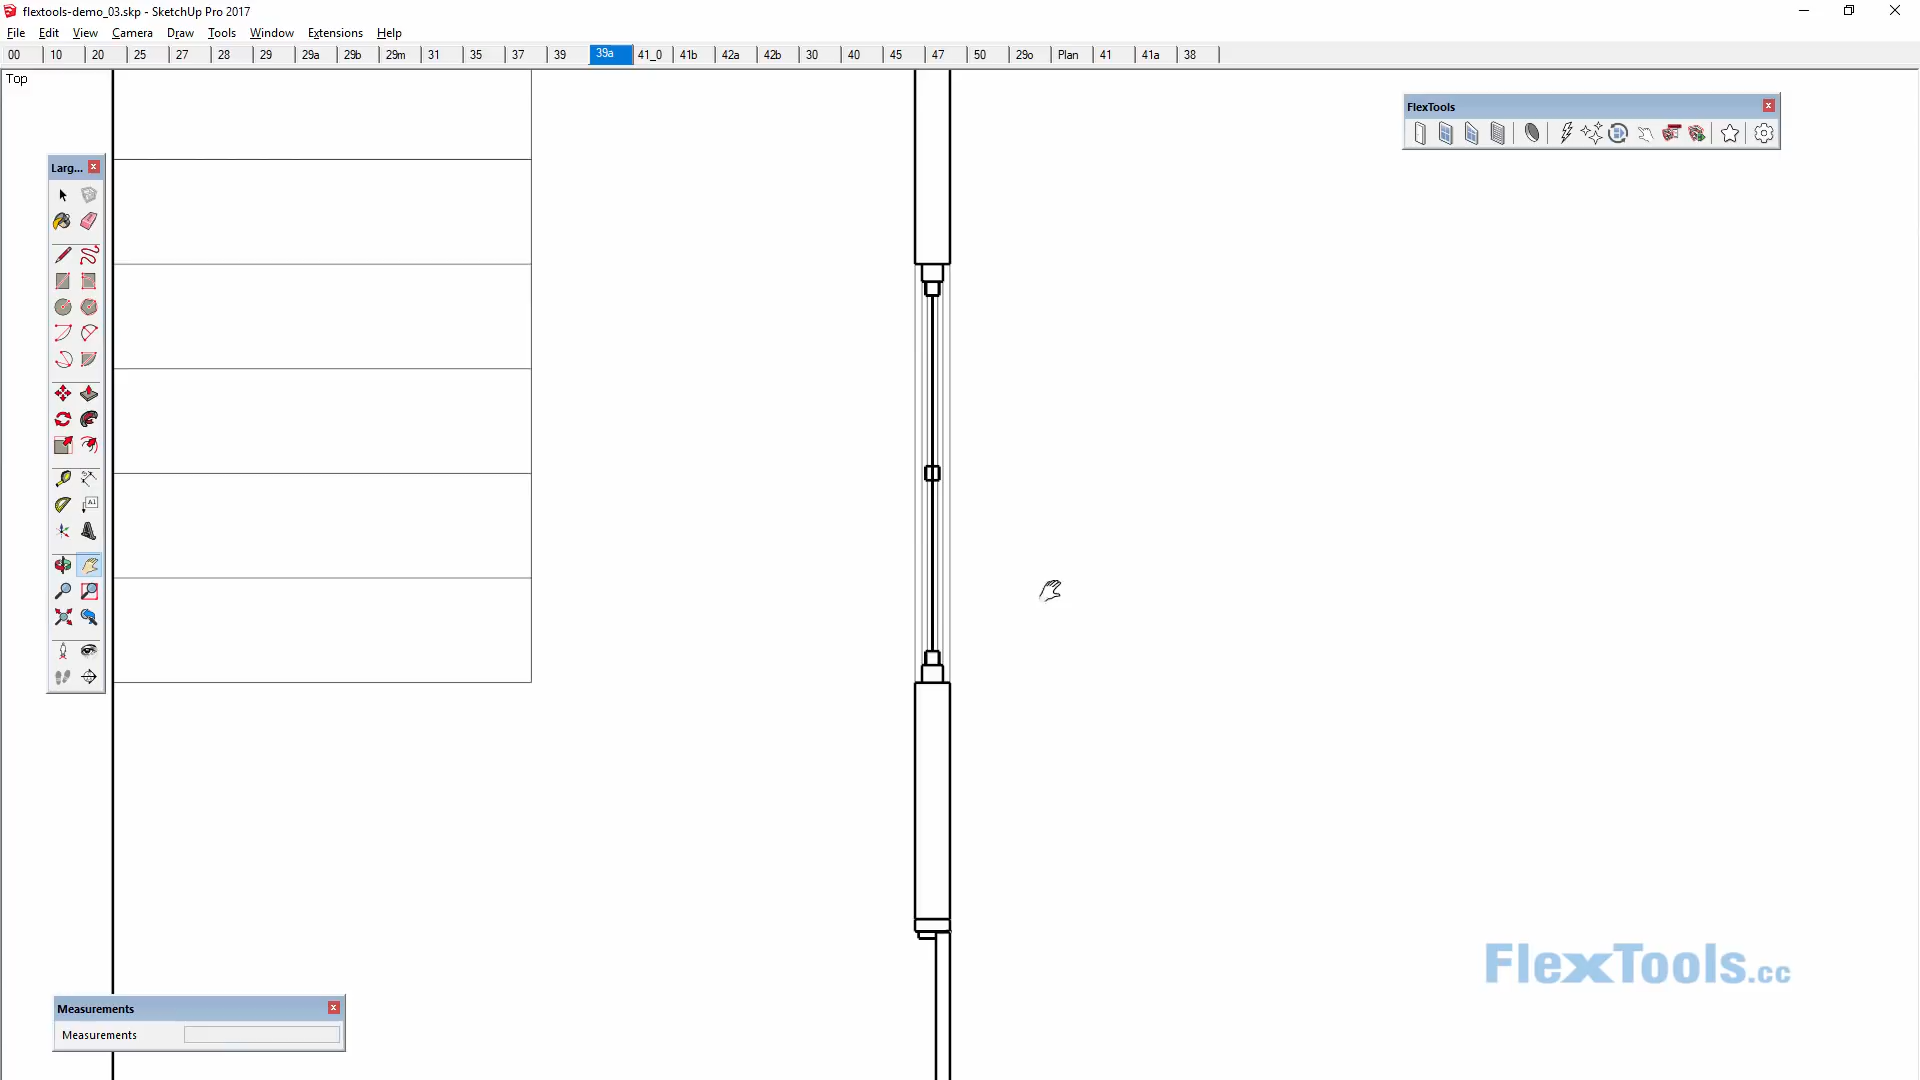 flextools-demo_03.skp - SketchUp Pro 2017
File Edit View Camera Draw Tools Window Extensions Help
00 10 20 25 27 28 29 29a 29b 29m 31 35 37 39 39a 41_0 41b 42a 42b 30 40 45 47 50 29o Plan 41 41a 38
Top
FlexTools
Larg...
A1
Measurements
Measurements
FlexTools.cc